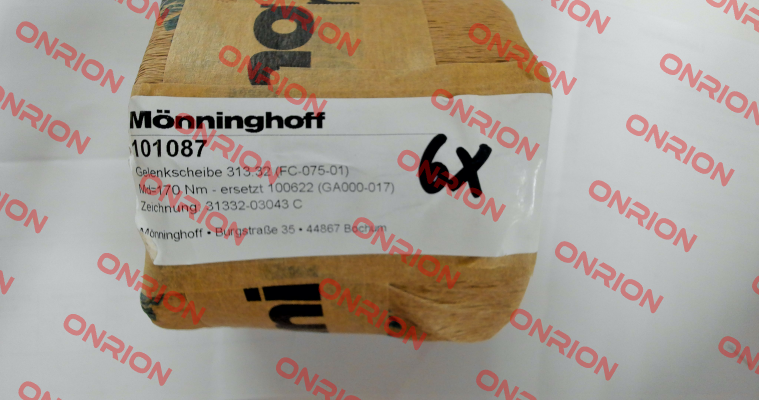 Mönninghoff
101087
Gelenkscheibe 313.32 (FC-075-01)
Md=170 Nm - ersetzt 100622 (GA000-017)
Zeichnung: 31332-03043 C
Mönninghoff • Burgstraße 35 • 44867 Bochum
6X
ONRION